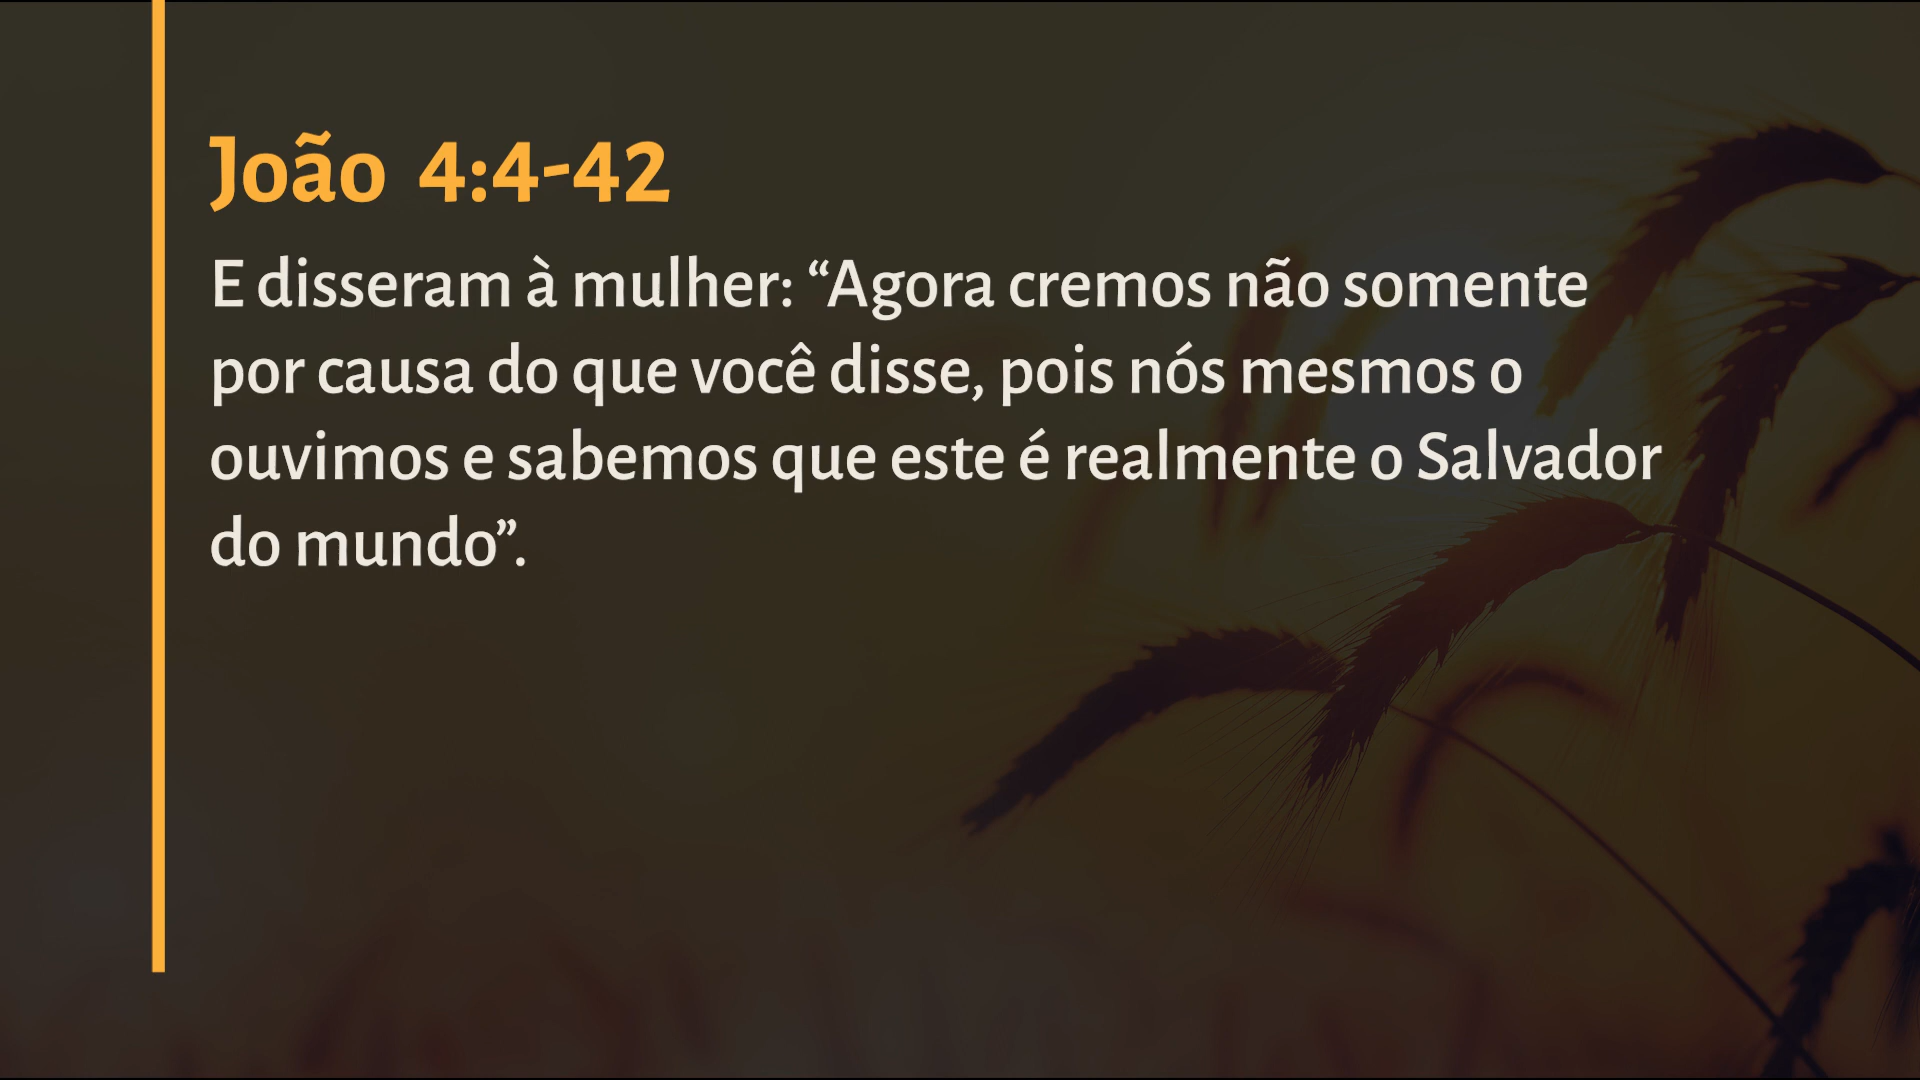 João 4:4-42
E disseram à mulher: “Agora cremos não somente
por causa do que você disse, pois nós mesmos o
ouvimos e sabemos que este é realmente o Salvador
do mundo”.